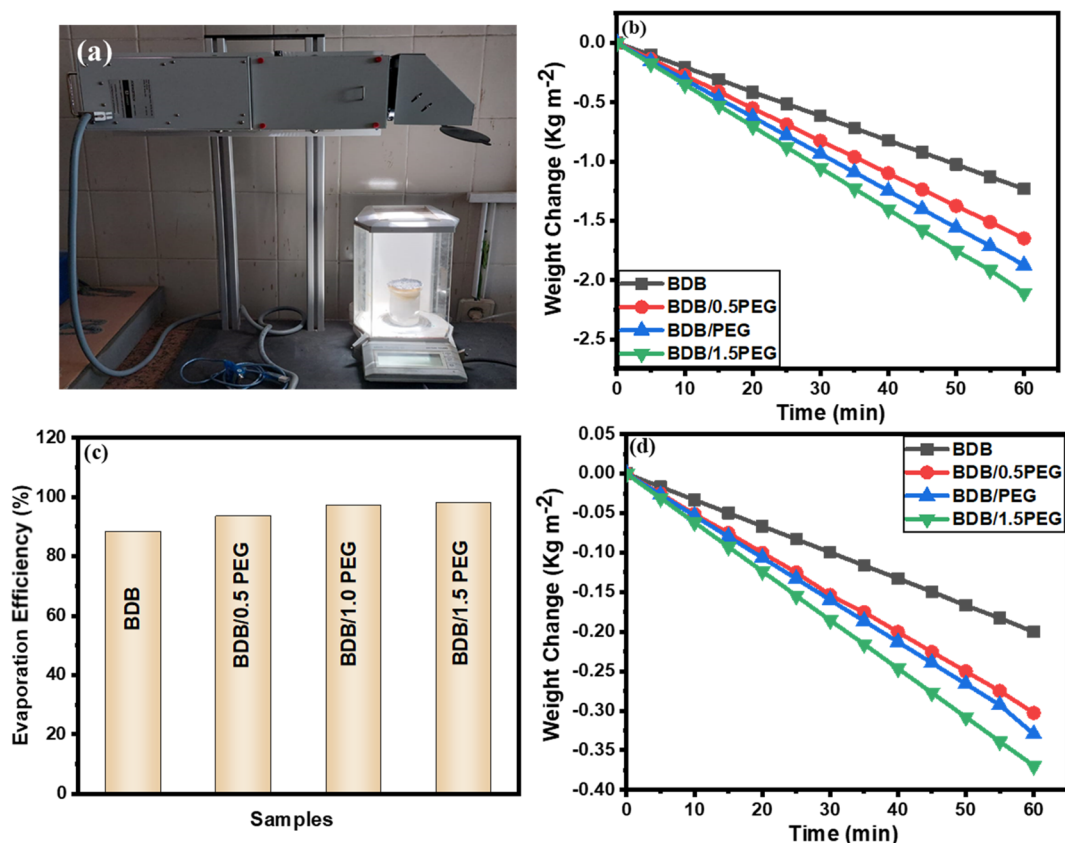 (a)
(b)
0.0
-0.5
-1.0
-1.5
-2.0
-2.5
Weight Change (Kg m-2)
BDB
BDB/0.5PEG
BDB/PEG
BDB/1.5PEG
0 10 20 30 40 50 60
Time (min)
(c)
120
100
80
60
40
20
0
Evaporation Efficiency (%)
BDB
BDB/0.5 PEG
BDB/1.0 PEG
BDB/1.5 PEG
Samples
(d)
0.05
0.00
-0.05
-0.10
-0.15
-0.20
-0.25
-0.30
-0.35
-0.40
Weight Change (Kg m-2)
BDB
BDB/0.5PEG
BDB/PEG
BDB/1.5PEG
0 10 20 30 40 50 60
Time (min)